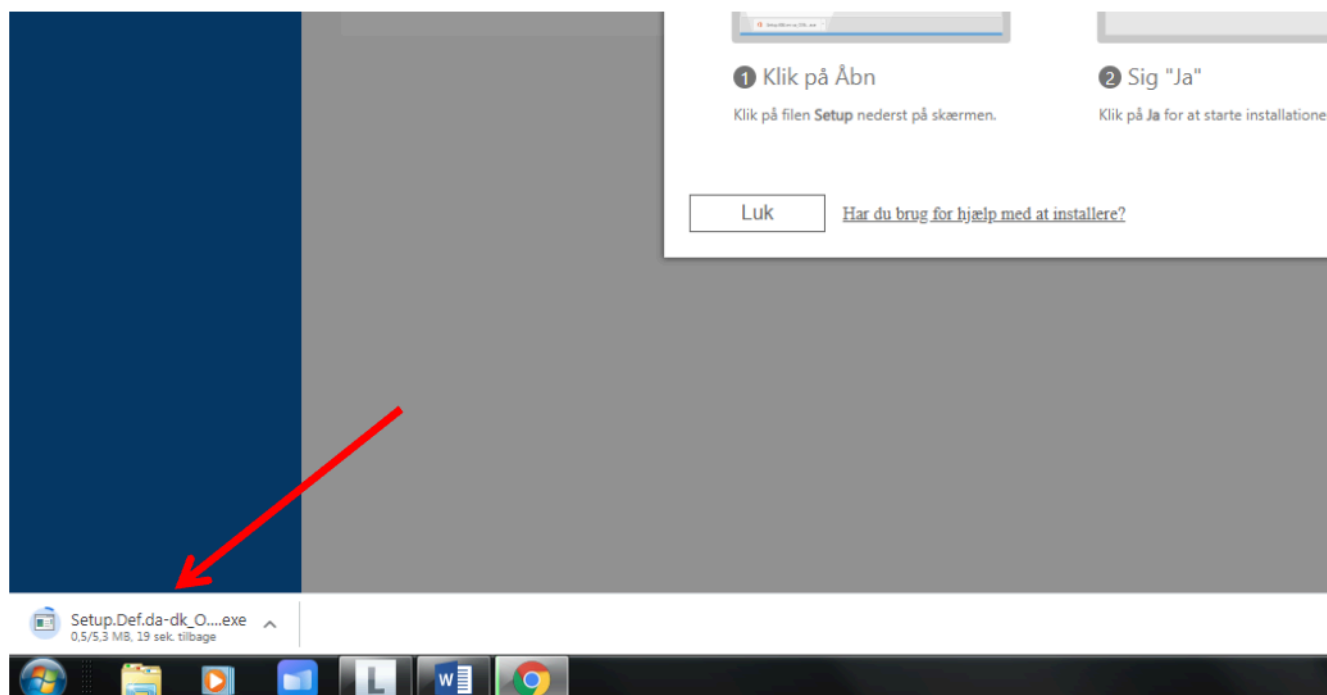 1 Klik på Åbn
Klik på filen Setup nederst på skærmen.
2 Sig "Ja"
Klik på Ja for at starte installatione
Luk
Har du brug for hjælp med at installere?
Setup.Def.da-dk_O....exe
0,5/5,3 MB, 19 sek. tilbage
L
W